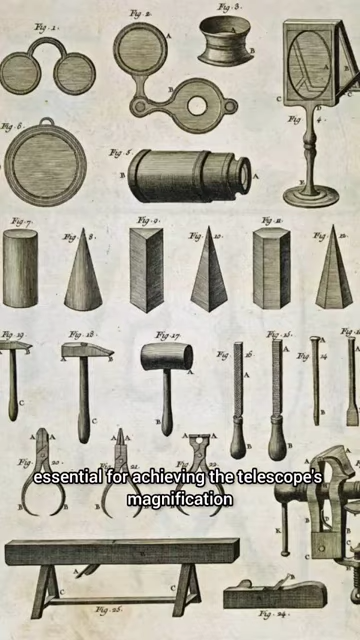 Fig. 1.
Fig. 2.
Fig. 3.
A
A
B
B
C
D
Fig. 4.
Fig. 6.
Fig. 5.
B
A
Fig. 7.
Fig. 8.
Fig. 9.
Fig. 10.
Fig. 11.
Fig. 12.
Fig. 19.
Fig. 18.
Fig. 17.
Fig. 16.
Fig. 15.
Fig. 14.
A
B
A
A
A
A
C
C
B
B
B
B
A A
A A
A A
Fig. 20.
B
B
essential for achieving the telescope's
magnification
Fig. 25.
Fig. 24.